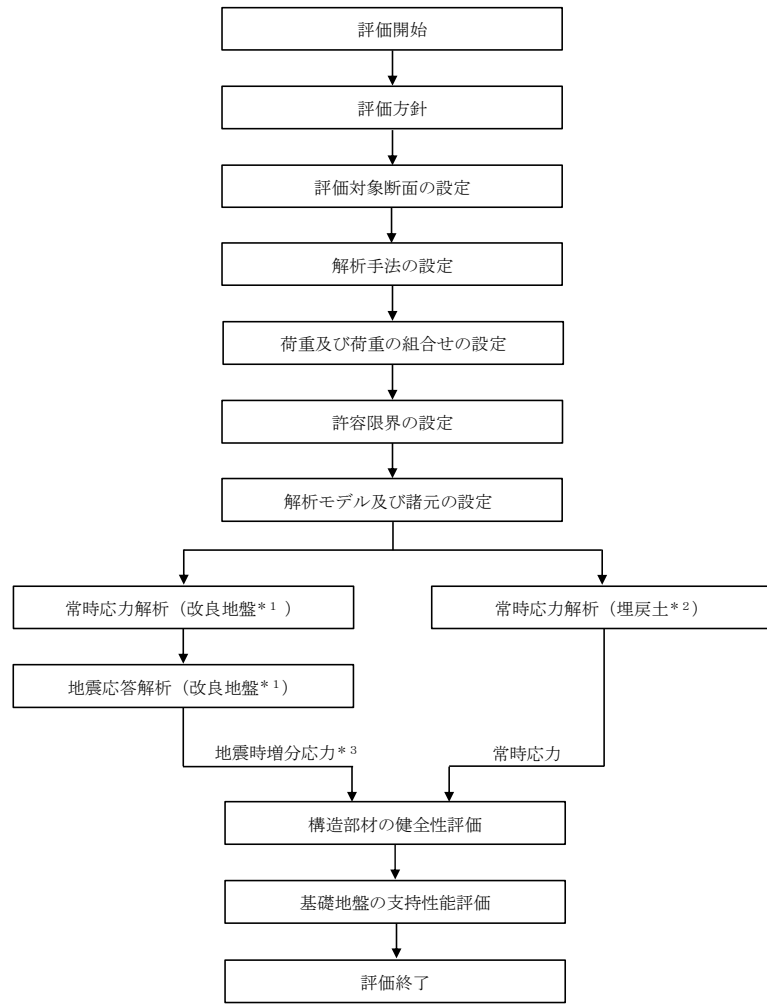 評価開始
評価方針
評価対象断面の設定
解析手法の設定
荷重及び荷重の組合せの設定
許容限界の設定
解析モデル及び諸元の設定
常時応力解析（改良地盤*¹）
常時応力解析（埋戻土*²）
地震応答解析（改良地盤*¹）
地震時増分応力*³
常時応力
構造部材の健全性評価
基礎地盤の支持性能評価
評価終了